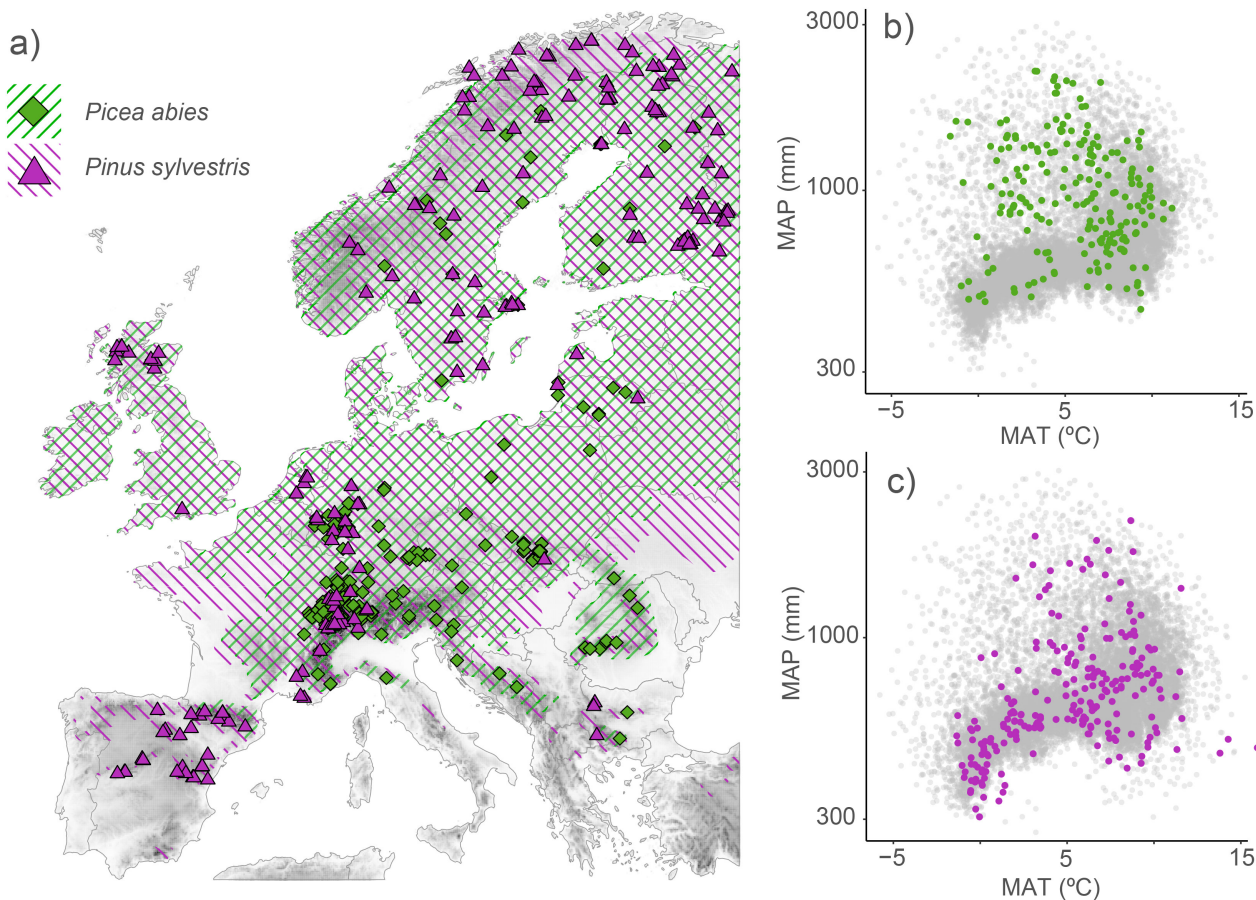 a)
Picea abies
Pinus sylvestris
b)
3000
1000
300
MAP (mm)
−5
5
15
MAT (ºC)
c)
3000
1000
300
MAP (mm)
−5
5
15
MAT (ºC)